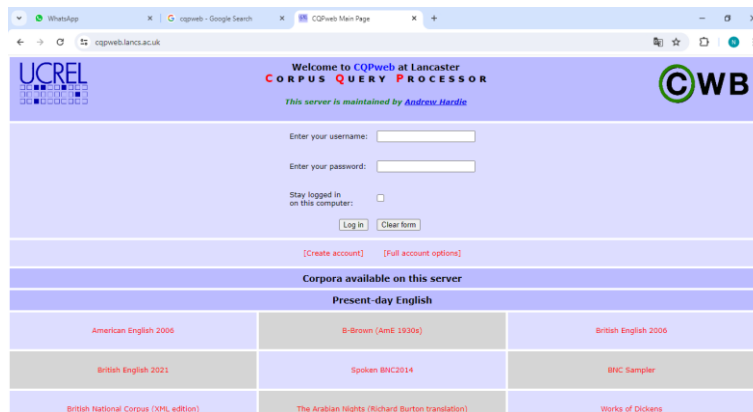 WhatsApp
cqpweb - Google Search
CQPweb Main Page
cqpweb.lancs.ac.uk
N
UCREL
Welcome to CQPweb at Lancaster
CORPUS QUERY PROCESSOR
This server is maintained by Andrew Hardie
CWB
Enter your username:
Enter your password:
Stay logged in
on this computer:
Log in Clear form
[Create account] [Full account options]
Corpora available on this server
Present-day English
American English 2006 B-Brown (AmE 1930s) British English 2006
British English 2021 Spoken BNC2014 BNC Sampler
British National Corpus (XML edition) The Arabian Nights (Richard Burton translation) Works of Dickens